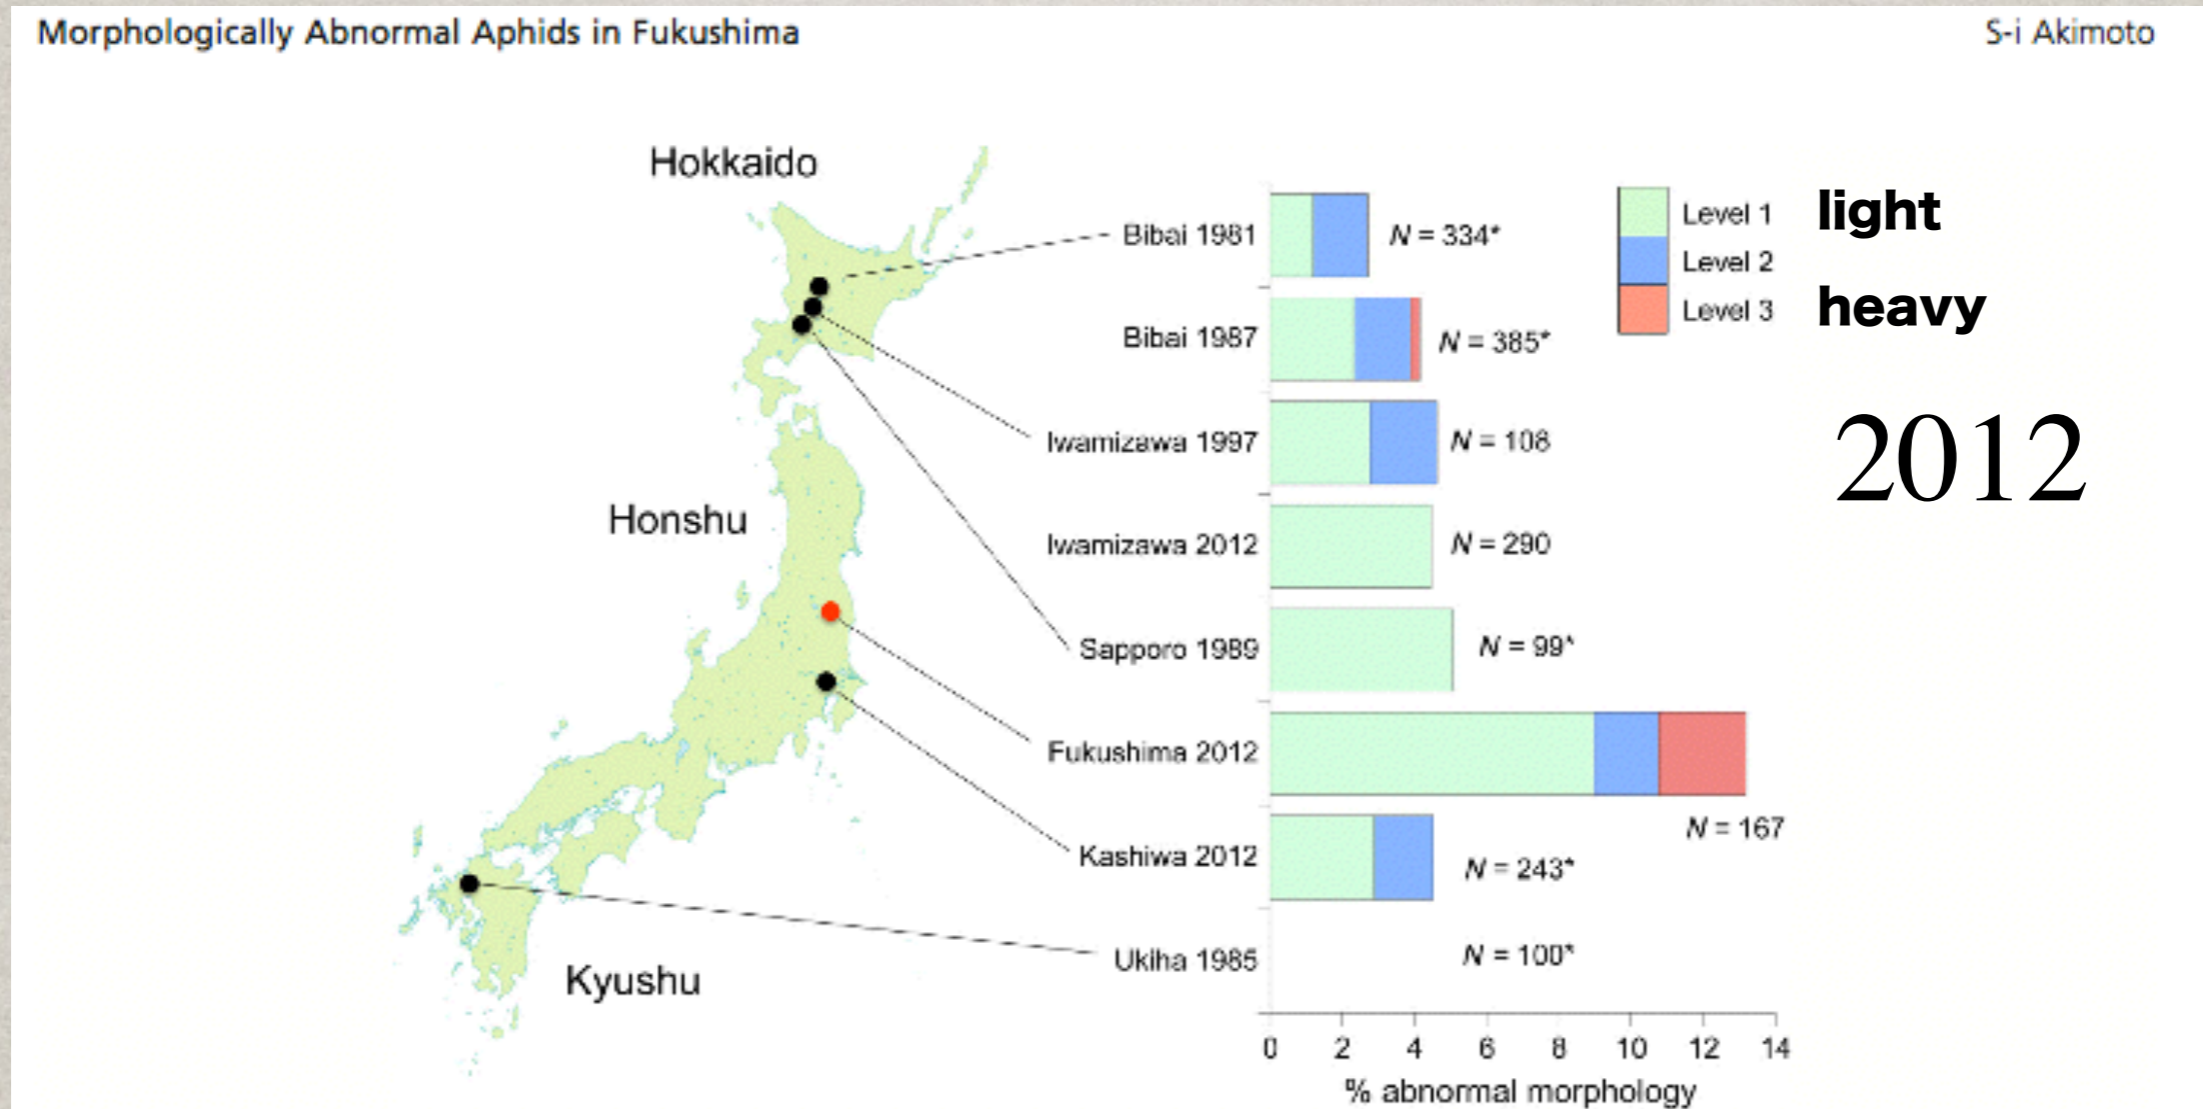 Morphologically Abnormal Aphids in Fukushima
S-i Akimoto
Hokkaido
Honshu
Kyushu
Bibai 1981
N = 334*
Bibai 1987
N = 385*
Iwamizawa 1997
N = 108
Iwamizawa 2012
N = 290
Sapporo 1989
N = 99*
Fukushima 2012
N = 167
Kashiwa 2012
N = 243*
Ukiha 1985
N = 100*
0 2 4 6 8 10 12 14
% abnormal morphology
Level 1 light
Level 2
Level 3 heavy
2012